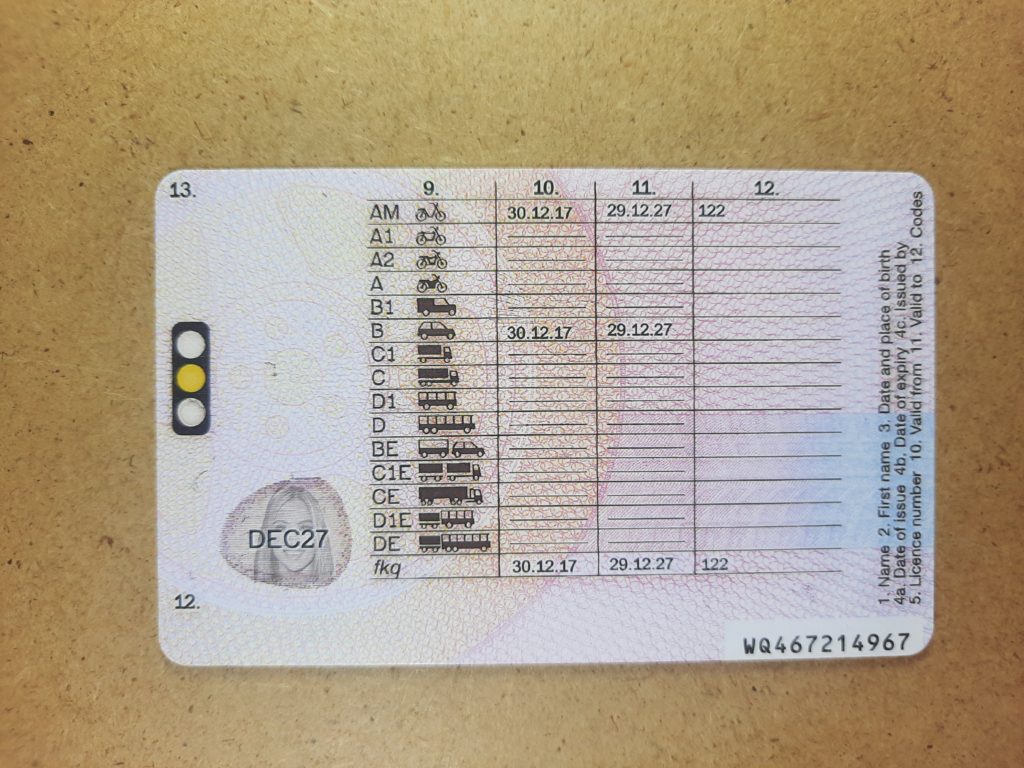 13. 9. 10. 11. 12.
AM 30.12.17 29.12.27 122
A1
A2
A
B1
B 30.12.17 29.12.27
C1
C
D1
D
BE
C1E
CE
D1E
DE
fkq 30.12.17 29.12.27 122
DEC27
12.
1. Name 2. First name 3. Date and place of birth
4a. Date of issue 4b. Date of expiry 4c. Issued by
5. Licence number 10. Valid from 11. Valid to 12. Codes
WQ467214967